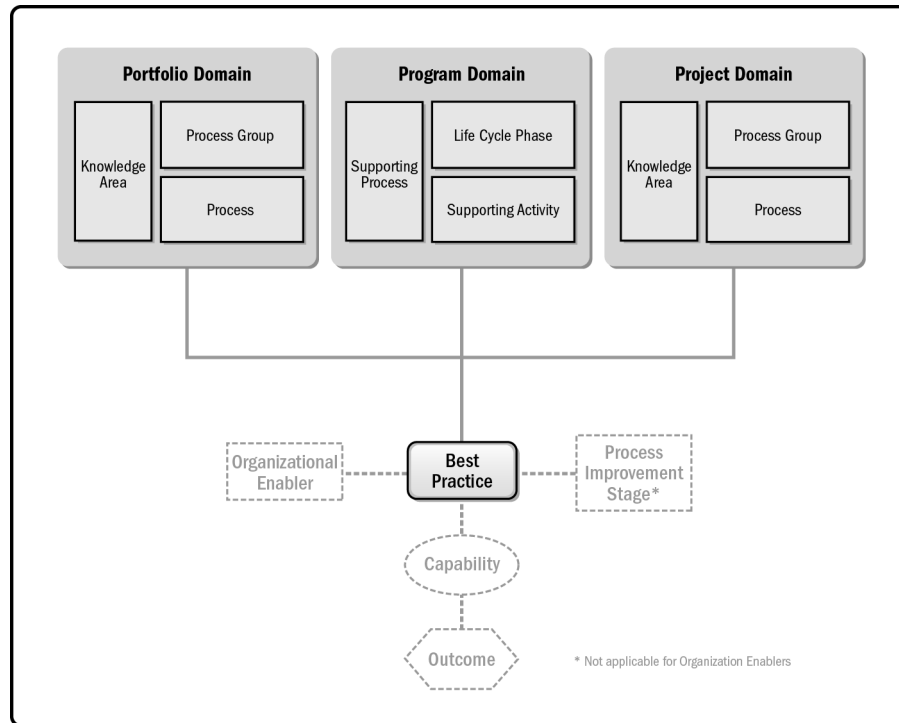 Portfolio Domain
Knowledge
Area
Process Group
Process
Program Domain
Supporting
Process
Life Cycle Phase
Supporting Activity
Project Domain
Knowledge
Area
Process Group
Process
Organizational
Enabler
Best
Practice
Process
Improvement
Stage*
Capability
Outcome
* Not applicable for Organization Enablers